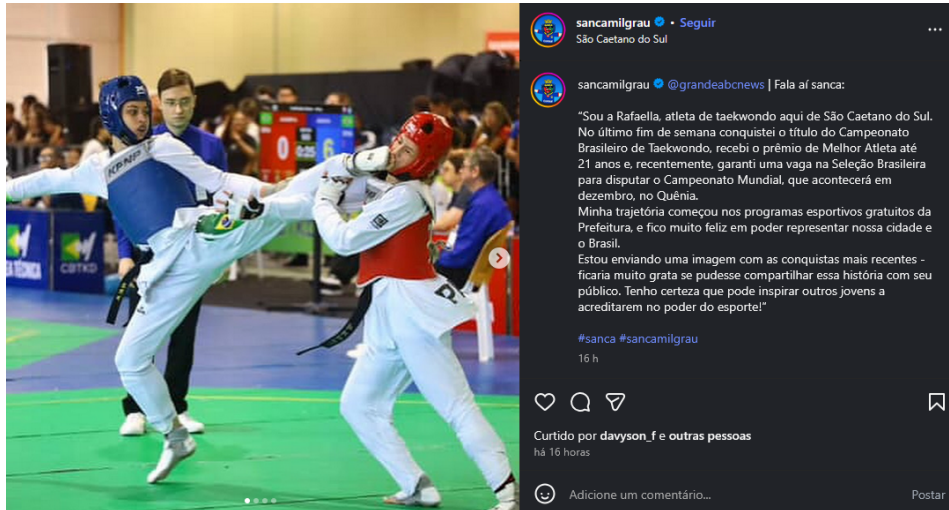 sancamilgrau • Seguir
São Caetano do Sul
sancamilgrau @grandeabcnews | Fala aí sanca:
“Sou a Rafaella, atleta de taekwondo aqui de São Caetano do Sul.
No último fim de semana conquistei o título do Campeonato
Brasileiro de Taekwondo, recebi o prêmio de Melhor Atleta até
21 anos e, recentemente, garanti uma vaga na Seleção Brasileira
para disputar o Campeonato Mundial, que acontecerá em
dezembro, no Quênia.
Minha trajetória começou nos programas esportivos gratuitos da
Prefeitura, e fico muito feliz em poder representar nossa cidade e
o Brasil.
Estou enviando uma imagem com as conquistas mais recentes -
ficaria muito grata se pudesse compartilhar essa história com seu
público. Tenho certeza que pode inspirar outros jovens a
acreditarem no poder do esporte!”
#sanca #sancamilgrau
16 h
Curtido por davyson_f e outras pessoas
há 16 horas
Adicione um comentário...
Postar
0
6
CBTKD